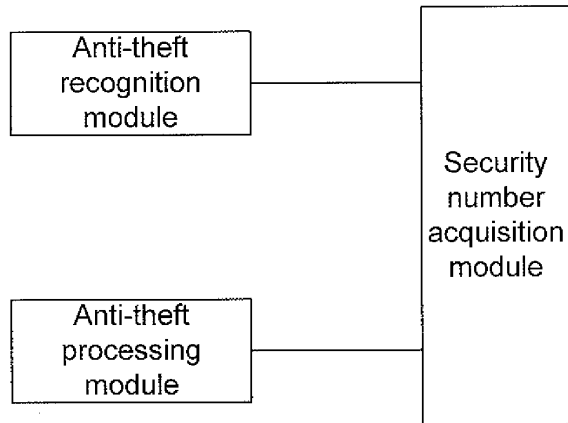 Anti-theft
recognition
module
Security
number
acquisition
module
Anti-theft
processing
module